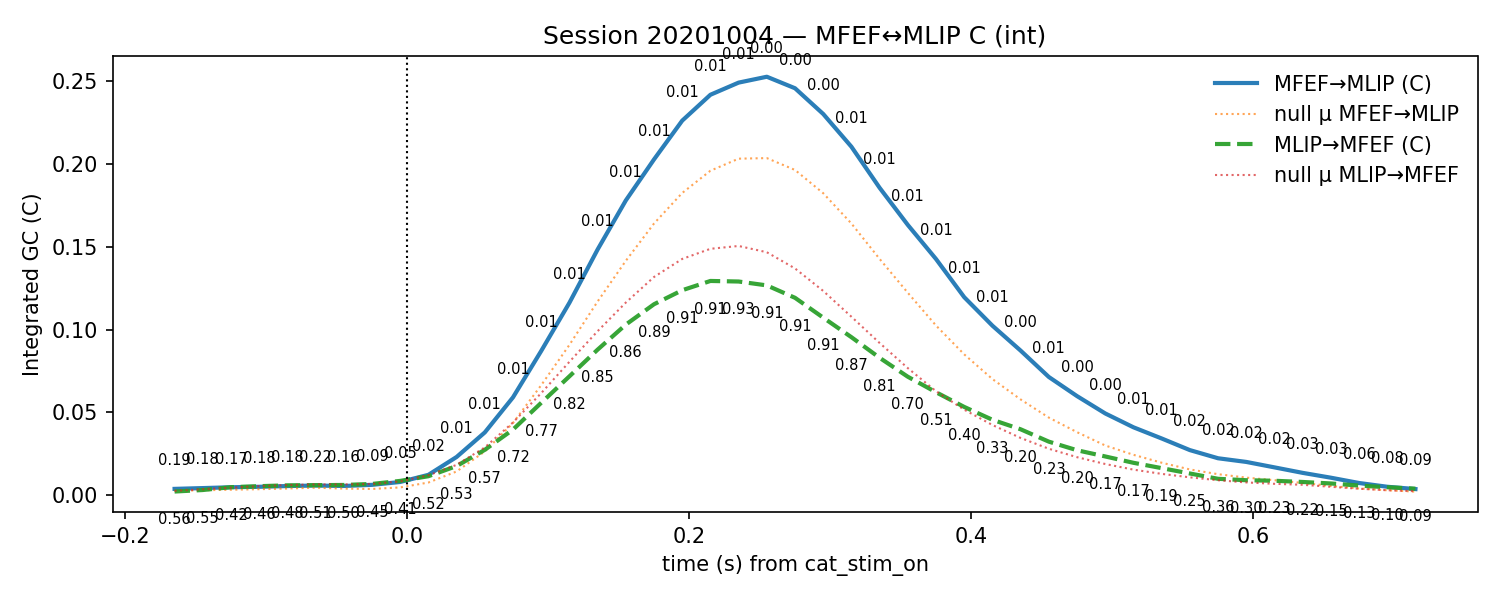 Session 20201004 — MFEF↔MLIP C (int)
Integrated GC (C)
0.25
0.20
0.15
0.10
0.05
0.00
MFEF→MLIP (C)
null μ MFEF→MLIP
MLIP→MFEF (C)
null μ MLIP→MFEF
0.19 0.18 0.17 0.18 0.18 0.22 0.16 0.09 0.05 0.02 0.01 0.01 0.01 0.01 0.01 0.01 0.01 0.01 0.01 0.01 0.01 0.00 0.00 0.00 0.01 0.01 0.01 0.01 0.01 0.01 0.00 0.01 0.00 0.00 0.01 0.01 0.02 0.02 0.02 0.02 0.03 0.03 0.06 0.08 0.09
0.56 0.55 0.42 0.46 0.48 0.51 0.50 0.45 0.41 0.52 0.53 0.57 0.72 0.77 0.82 0.85 0.86 0.89 0.91 0.91 0.93 0.91 0.91 0.91 0.87 0.81 0.70 0.51 0.40 0.33 0.20 0.23 0.20 0.17 0.17 0.19 0.25 0.36 0.30 0.23 0.22 0.15 0.13 0.10 0.09
−0.2
0.0
0.2
0.4
0.6
time (s) from cat_stim_on